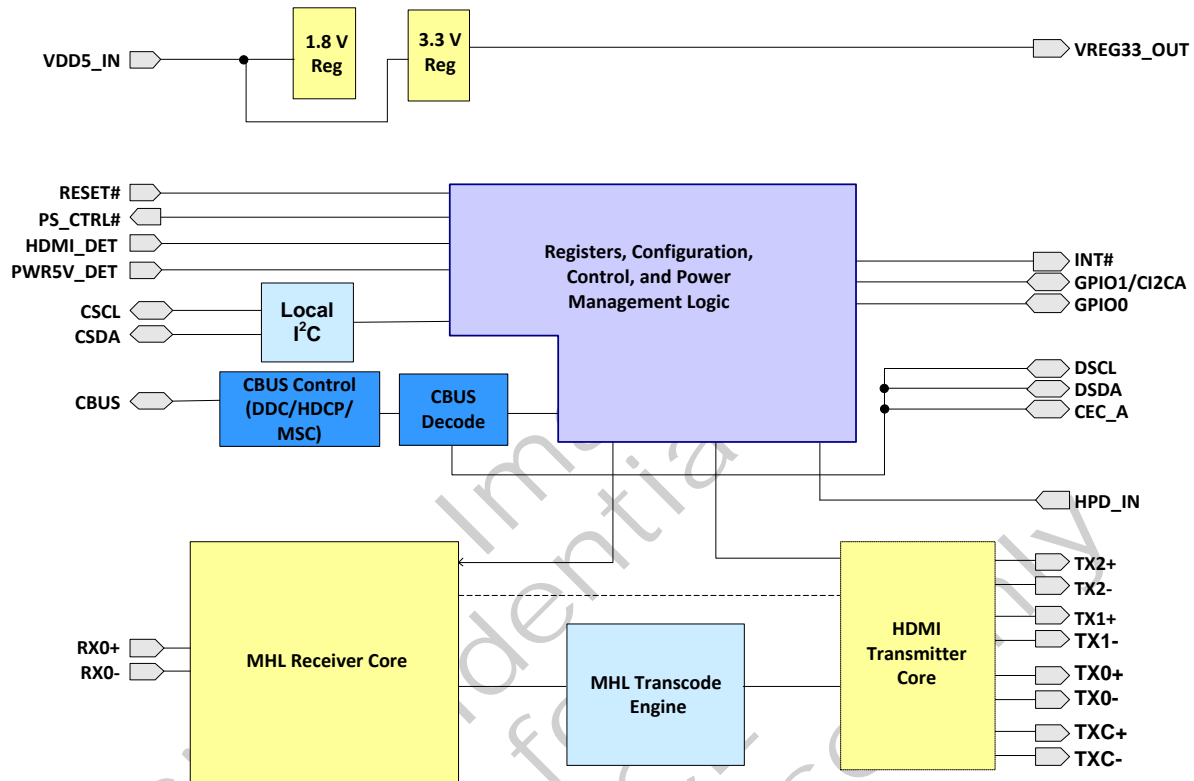 1.8 V
Reg
3.3 V
Reg
VDD5_IN
VREG33_OUT
RESET#
PS_CTRL#
HDMI_DET
PWR5V_DET
CSCL
CSDA
Local
I²C
Registers, Configuration,
Control, and Power
Management Logic
INT#
GPIO1/CI2CA
GPIO0
CBUS
CBUS Control
(DDC/HDCP/
MSC)
CBUS
Decode
DSCL
DSDA
CEC_A
HPD_IN
RX0+
RX0-
MHL Receiver Core
MHL Transcode
Engine
HDMI
Transmitter
Core
TX2+
TX2-
TX1+
TX1-
TX0+
TX0-
TXC+
TXC-